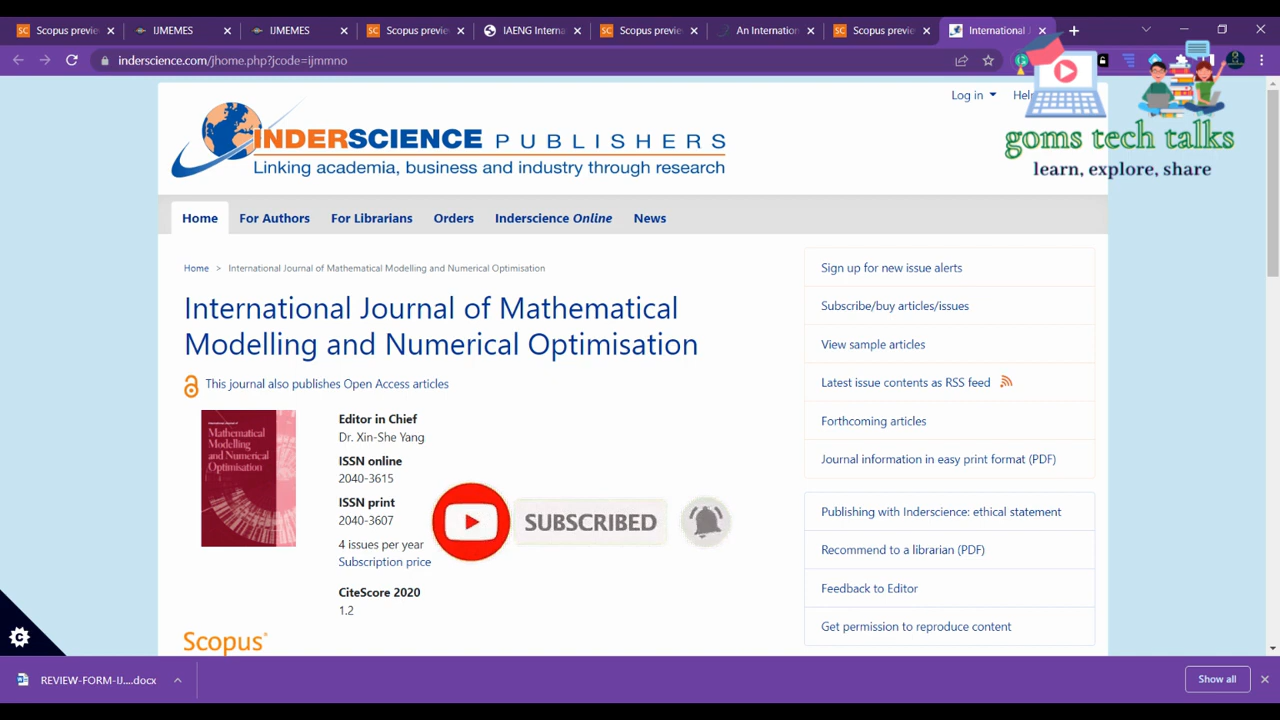 Scopus previe
IJMEMES
IJMEMES
Scopus previe
IAENG Interna
Scopus previe
An Internation
Scopus previe
International J
inderscience.com/jhome.php?jcode=ijmmno
Log in
Help
goms tech talks
learn, explore, share
INDERSCIENCE PUBLISHERS
Linking academia, business and industry through research
Home
For Authors
For Librarians
Orders
Inderscience Online
News
Home > International Journal of Mathematical Modelling and Numerical Optimisation
International Journal of Mathematical
Modelling and Numerical Optimisation
This journal also publishes Open Access articles
Mathematical
Modelling
and Numerical
Optimisation
Editor in Chief
Dr. Xin-She Yang
ISSN online
2040-3615
ISSN print
2040-3607
4 issues per year
Subscription price
CiteScore 2020
1.2
Scopus®
SUBSCRIBED
Sign up for new issue alerts
Subscribe/buy articles/issues
View sample articles
Latest issue contents as RSS feed
Forthcoming articles
Journal information in easy print format (PDF)
Publishing with Inderscience: ethical statement
Recommend to a librarian (PDF)
Feedback to Editor
Get permission to reproduce content
REVIEW-FORM-IJ....docx
Show all